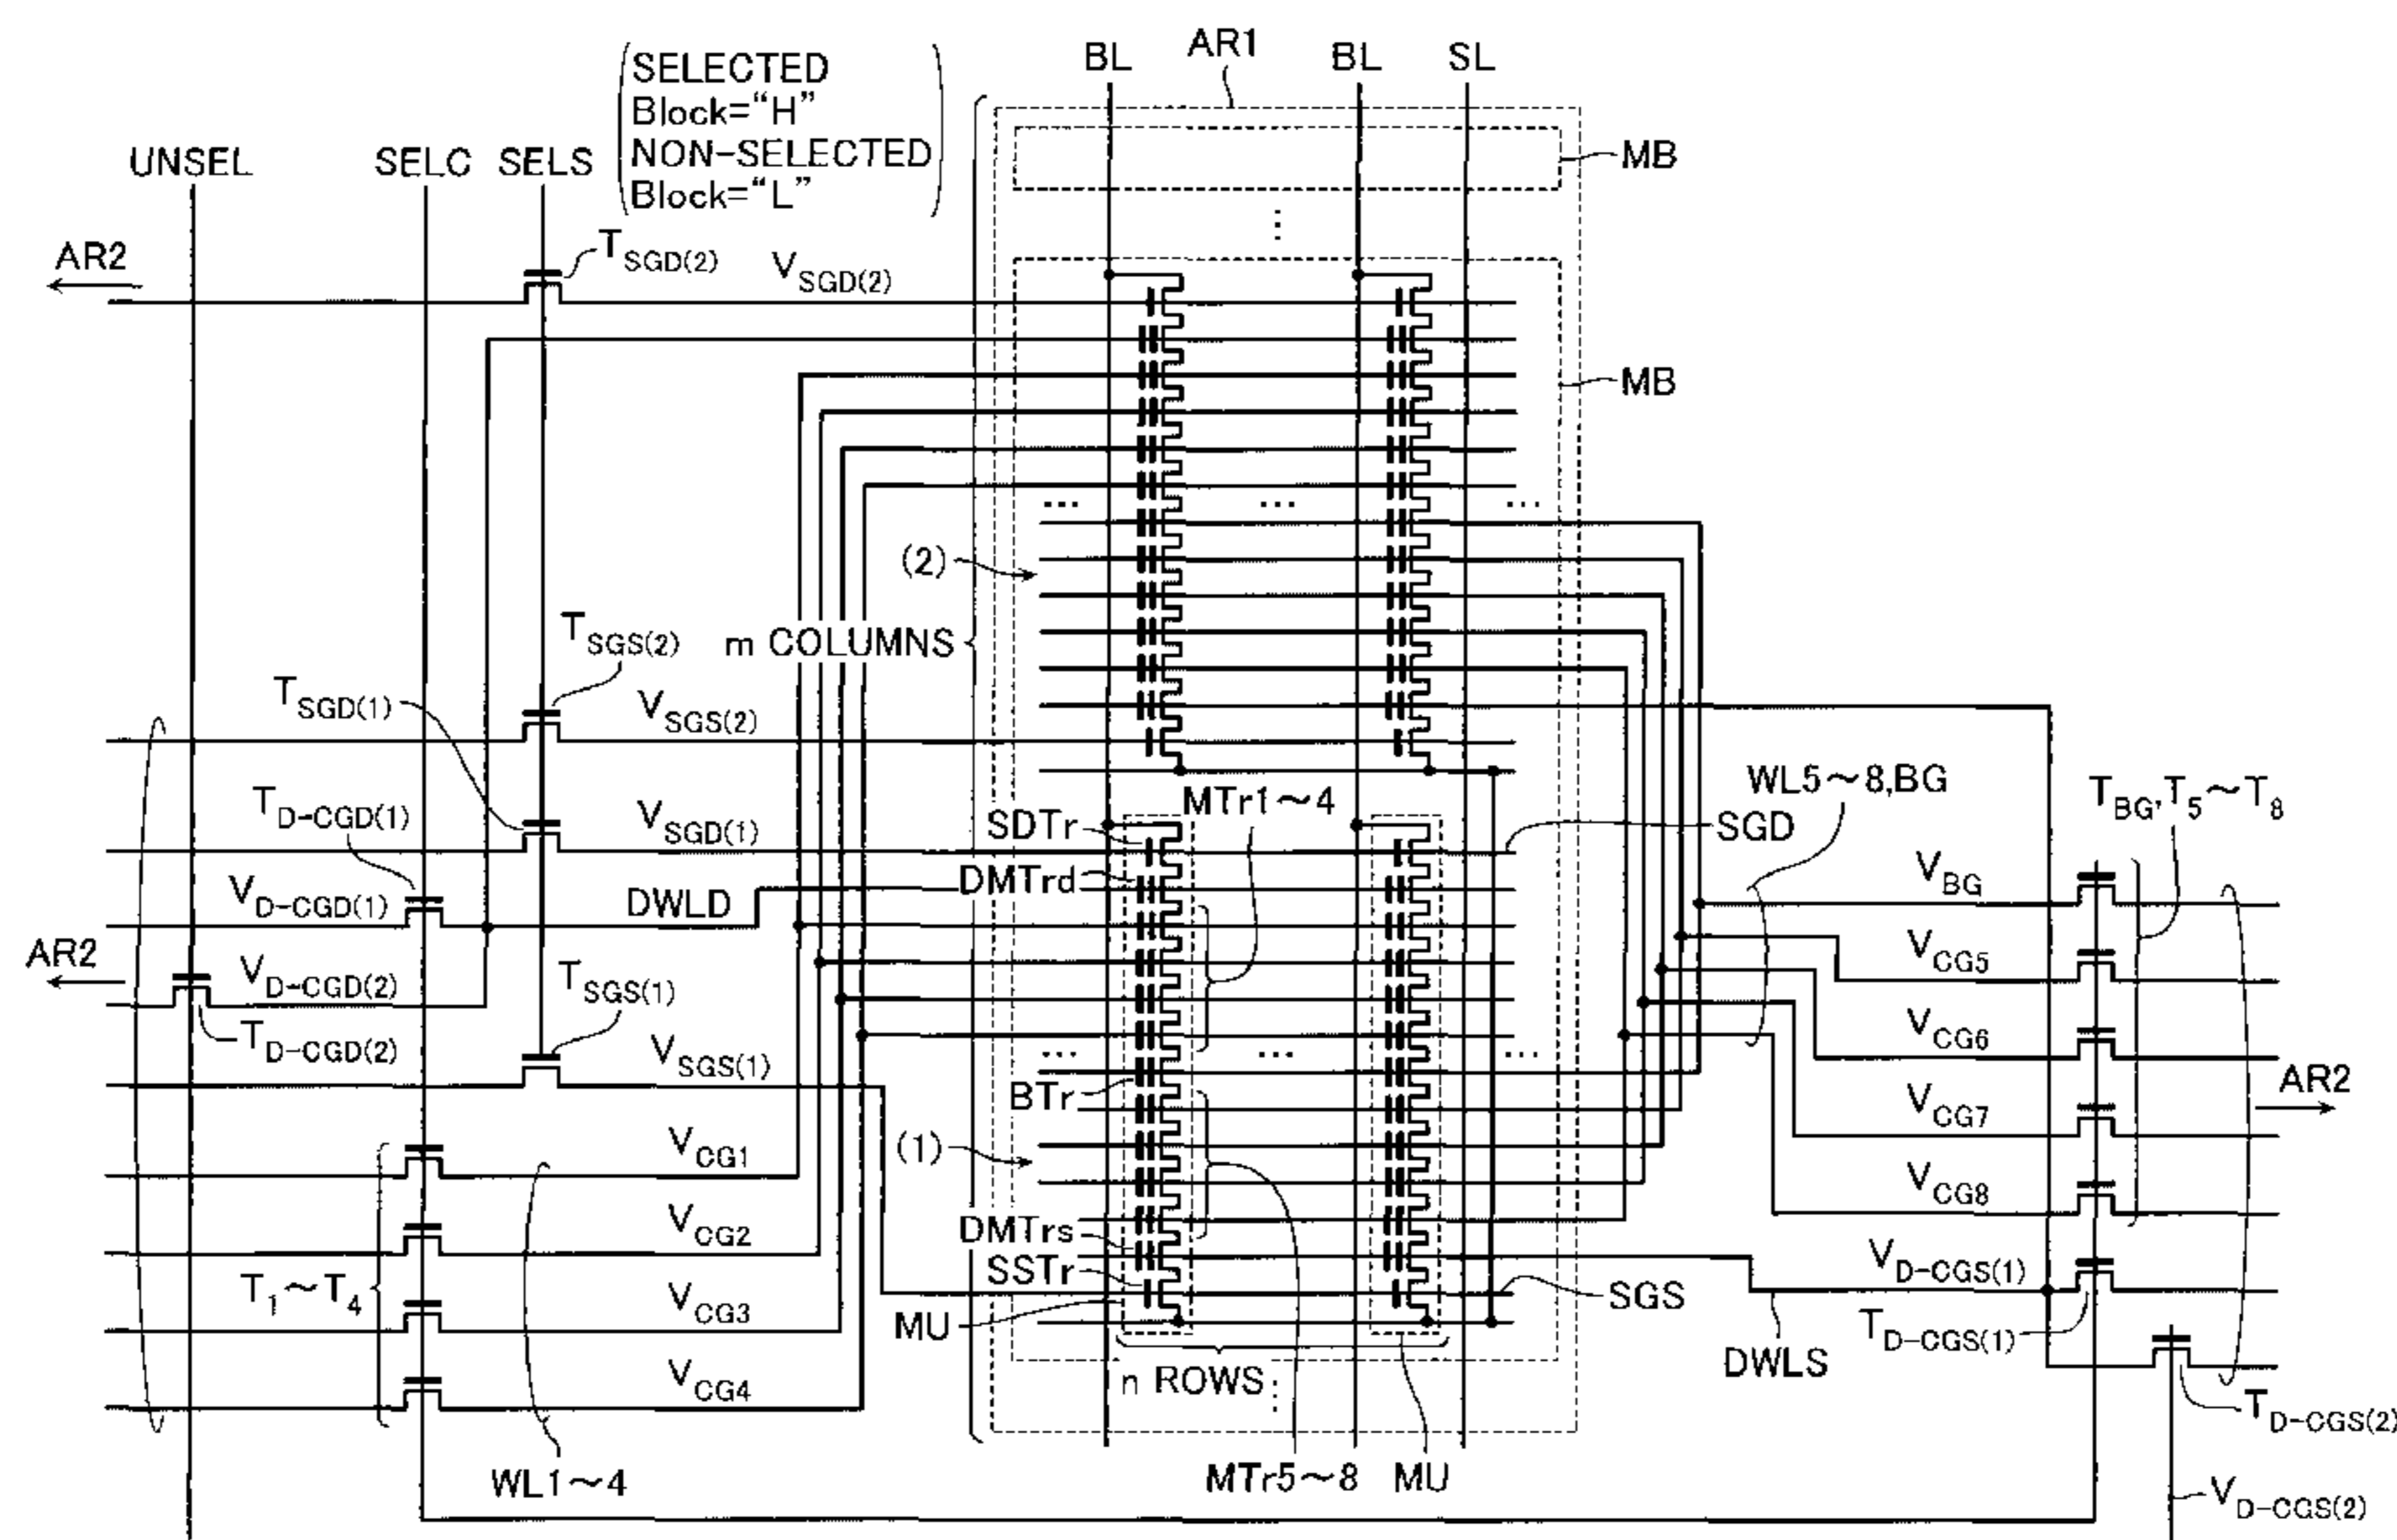 BL
AR1
BL
SL
SELECTED
Block="H"
NON-SELECTED
Block="L"
UNSEL
SELC
SELS
MB
AR2
T_SGD(2)
V_SGD(2)
MB
...
...
...
(2)
T_SGS(2)
m COLUMNS
T_SGD(1)
V_SGS(2)
WL5~8,BG
T_D-CGD(1)
V_SGD(1)
SDTr
MTr1~4
SGD
T_BG, T_5~T_8
V_D-CGD(1)
DWLD
DMTrd
V_BG
AR2
V_D-CGD(2)
T_SGS(1)
V_CG5
T_D-CGD(2)
V_SGS(1)
...
...
...
V_CG6
BTr
AR2
V_CG1
(1)
V_CG7
V_CG2
DMTrs
V_CG8
T_1~T_4
SSTr
V_D-CGS(1)
V_CG3
MU
SGS
T_D-CGS(1)
V_CG4
n ROWS
DWLS
T_D-CGS(2)
WL1~4
MTr5~8
MU
V_D-CGS(2)